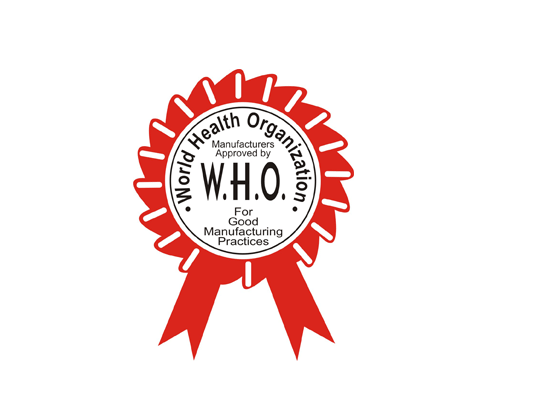 • World Health Organization •
Manufacturers
Approved by
W.H.O.
For
Good
Manufacturing
Practices